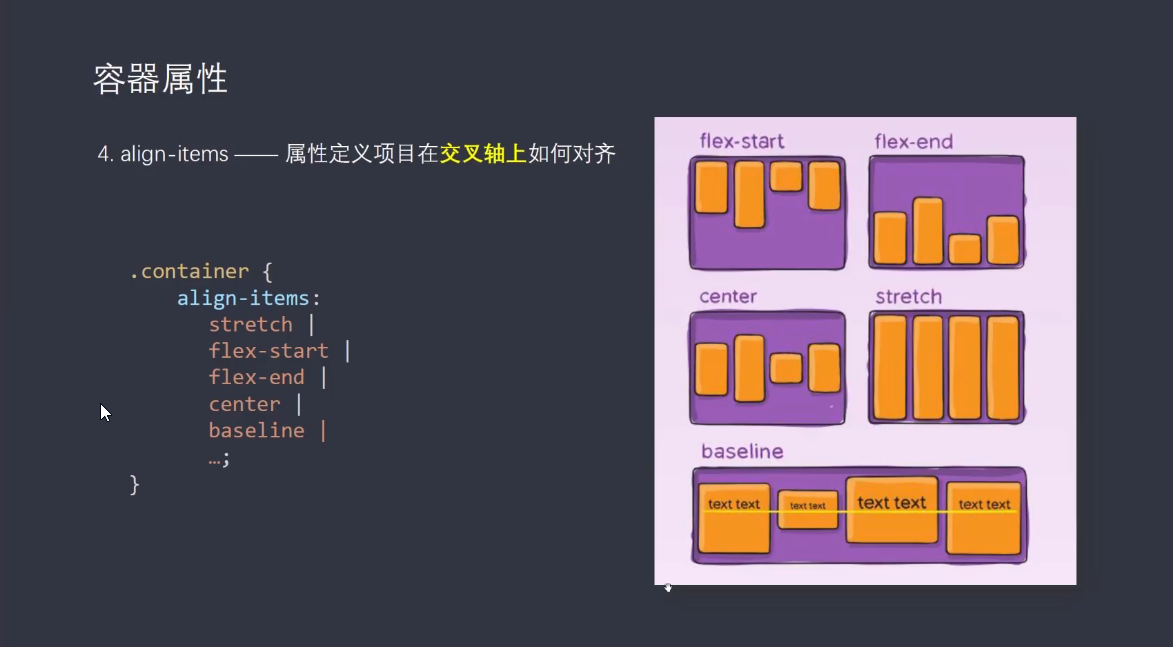 容器属性
4. align-items —— 属性定义项目在交叉轴上如何对齐
.container {
align-items:
stretch |
flex-start |
flex-end |
center |
baseline |
…;
}
flex-start
flex-end
center
stretch
baseline
text text
text text
text text
text text